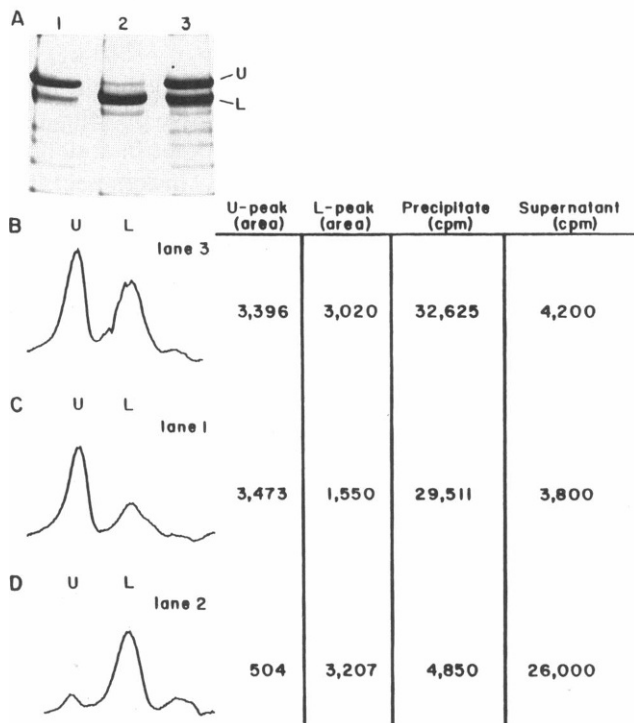 A
1 2 3
U
L
U-peak (area) L-peak (area) Precipitate (cpm) Supernatant (cpm)
B U L
lane 3
3,396 3,020 32,625 4,200
C U L
lane 1
3,473 1,550 29,511 3,800
D U L
lane 2
504 3,207 4,850 26,000